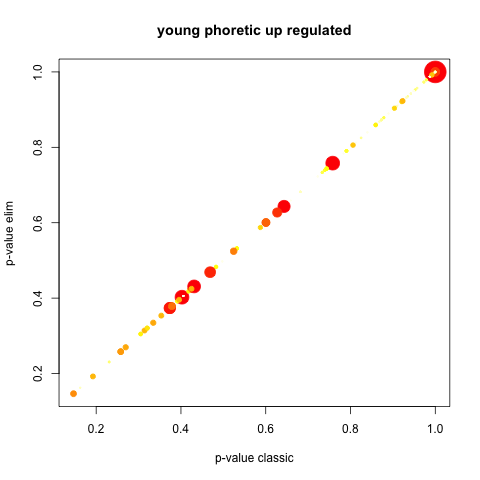 young phoretic up regulated
p-value elim
1.0
0.8
0.6
0.4
0.2
0.2 0.4 0.6 0.8 1.0
p-value classic